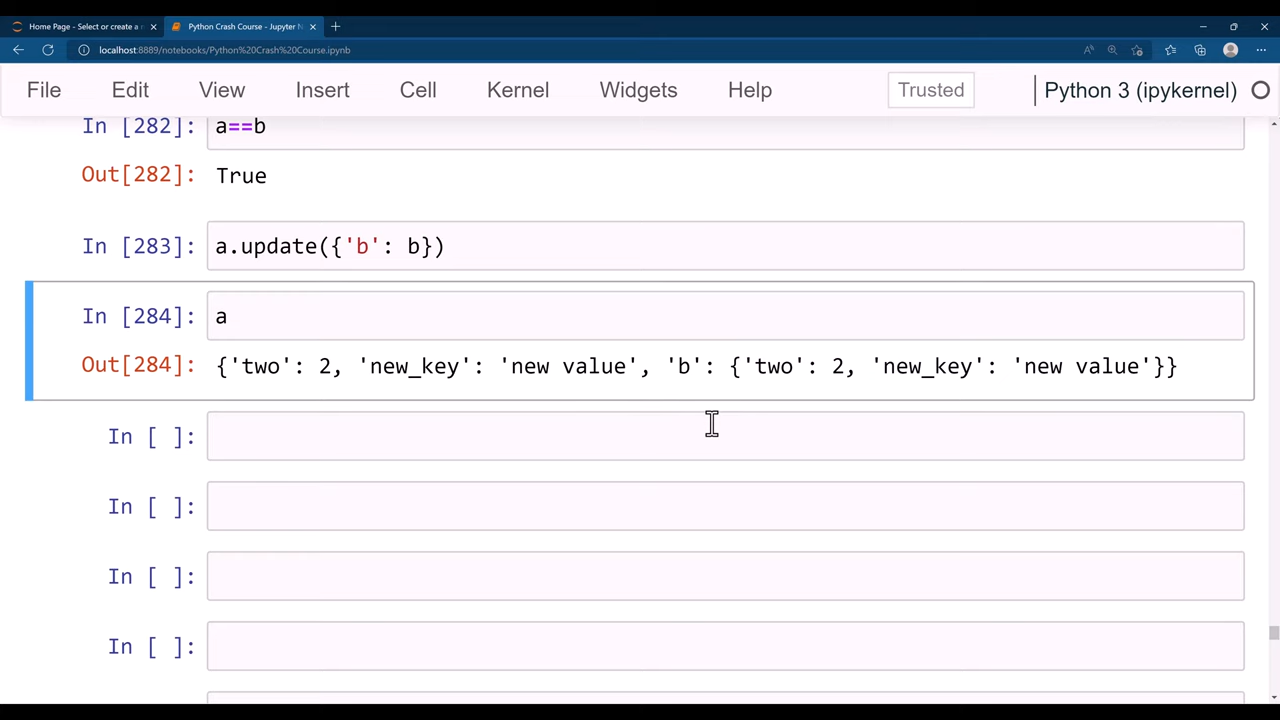 Home Page - Select or create a n
Python Crash Course - Jupyter N
localhost:8889/notebooks/Python%20Crash%20Course.ipynb
File Edit View Insert Cell Kernel Widgets Help Trusted Python 3 (ipykernel)
In [282]: a==b
Out[282]: True
In [283]: a.update({'b': b})
In [284]: a
Out[284]: {'two': 2, 'new_key': 'new value', 'b': {'two': 2, 'new_key': 'new value'}}
In [ ]:
In [ ]:
In [ ]:
In [ ]: